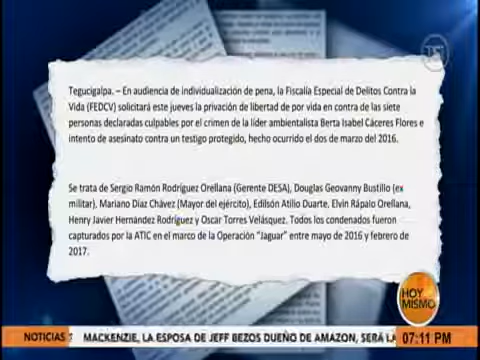 Tegucigalpa. – En audiencia de individualización de pena, la Fiscalía Especial de Delitos Contra la
Vida (FEDCV) solicitará este jueves la privación de libertad de por vida en contra de las siete
personas declaradas culpables por el crimen de la líder ambientalista Berta Isabel Cáceres Flores e
intento de asesinato contra un testigo protegido, hecho ocurrido el dos de marzo del 2016.
Se trata de Sergio Ramón Rodríguez Orellana (Gerente DESA), Douglas Geovanny Bustillo (ex
militar), Mariano Díaz Chávez (Mayor del ejército), Edilson Atilio Duarte, Elvin Rápalo Orellana,
Henry Javier Hernández Rodríguez y Oscar Torres Velásquez. Todos los condenados fueron
capturados por la ATIC en el marco de la Operación "Jaguar" entre mayo de 2016 y febrero de
2017.
HOY
MISMO
NOTICIAS 7 MACKENZIE, LA ESPOSA DE JEFF BEZOS DUEÑO DE AMAZON, SERÁ LA 07:11 PM